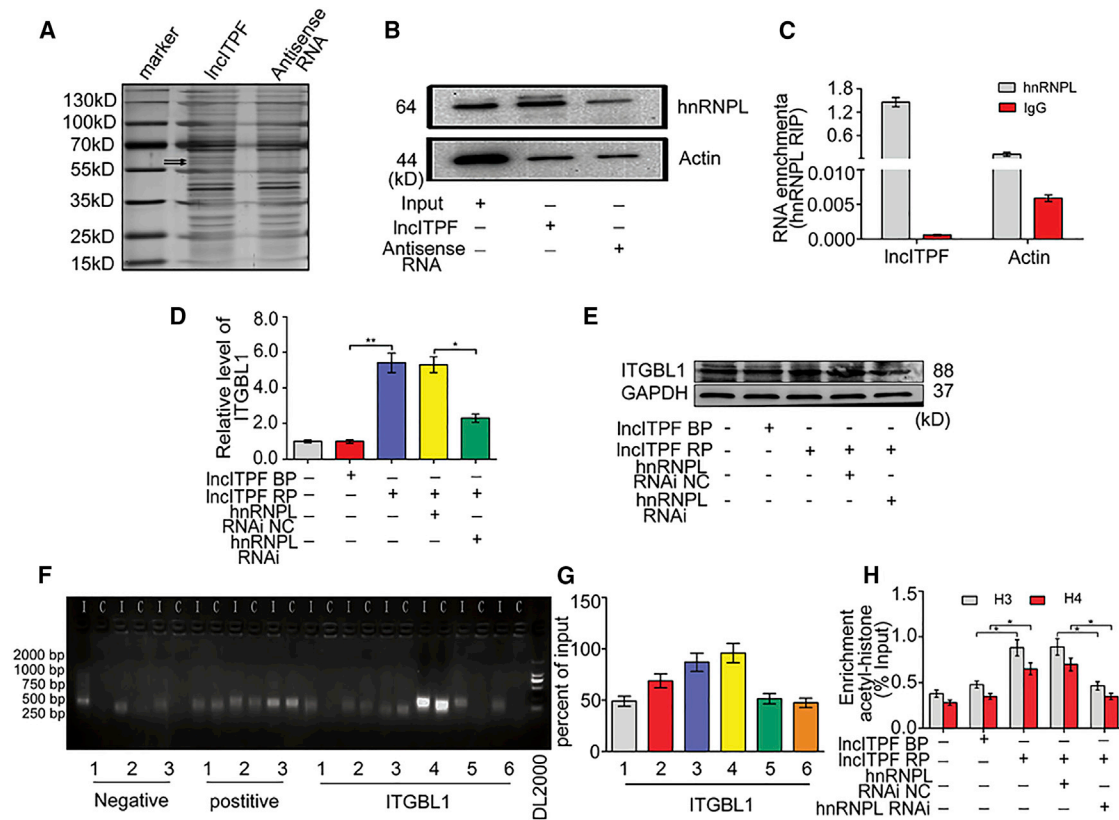 A
marker
lncITPF
Antisense
RNA
130kD
100kD
70kD
55kD
35kD
25kD
15kD
B
64
hnRNPL
44
Actin
(kD)
Input + – –
lncITPF – + –
Antisense – – +
RNA
C
RNA ennchmentia
(hnRNPL RIP)
hnRNPL
IgG
1.8
1.2
0.6
0.010
0.005
0.000
lncITPF
Actin
D
Relative level of
ITGBL1
8.0
6.0
4.0
2.0
0.0
**
*
lncITPF BP – + – – –
lncITPF RP – – + + +
hnRNPL – – – + –
RNAi NC
hnRNPL – – – – +
RNAi
E
ITGBL1 88
GAPDH 37
(kD)
lncITPF BP - + - - -
lncITPF RP - - + + +
hnRNPL
RNAi NC - - - + -
hnRNPL - - - - +
RNAi
F
I C I C I C I C I C I C I C I C I C I C I C I C
2000 bp
1000 bp
750 bp
500 bp
250 bp
1 2 3 1 2 3 1 2 3 4 5 6
Negative
postitive
ITGBL1
DL2000
G
percent of input
150
100
50
0
1 2 3 4 5 6
ITGBL1
H
Enrichment
acetyl-histone
(% Input)
H3
H4
1.5
1.0
0.5
0.0
* *
* *
lncITPF BP – + – – –
lncITPF RP – – + + +
hnRNPL – – – + –
RNAi NC
hnRNPL RNAi – – – – +